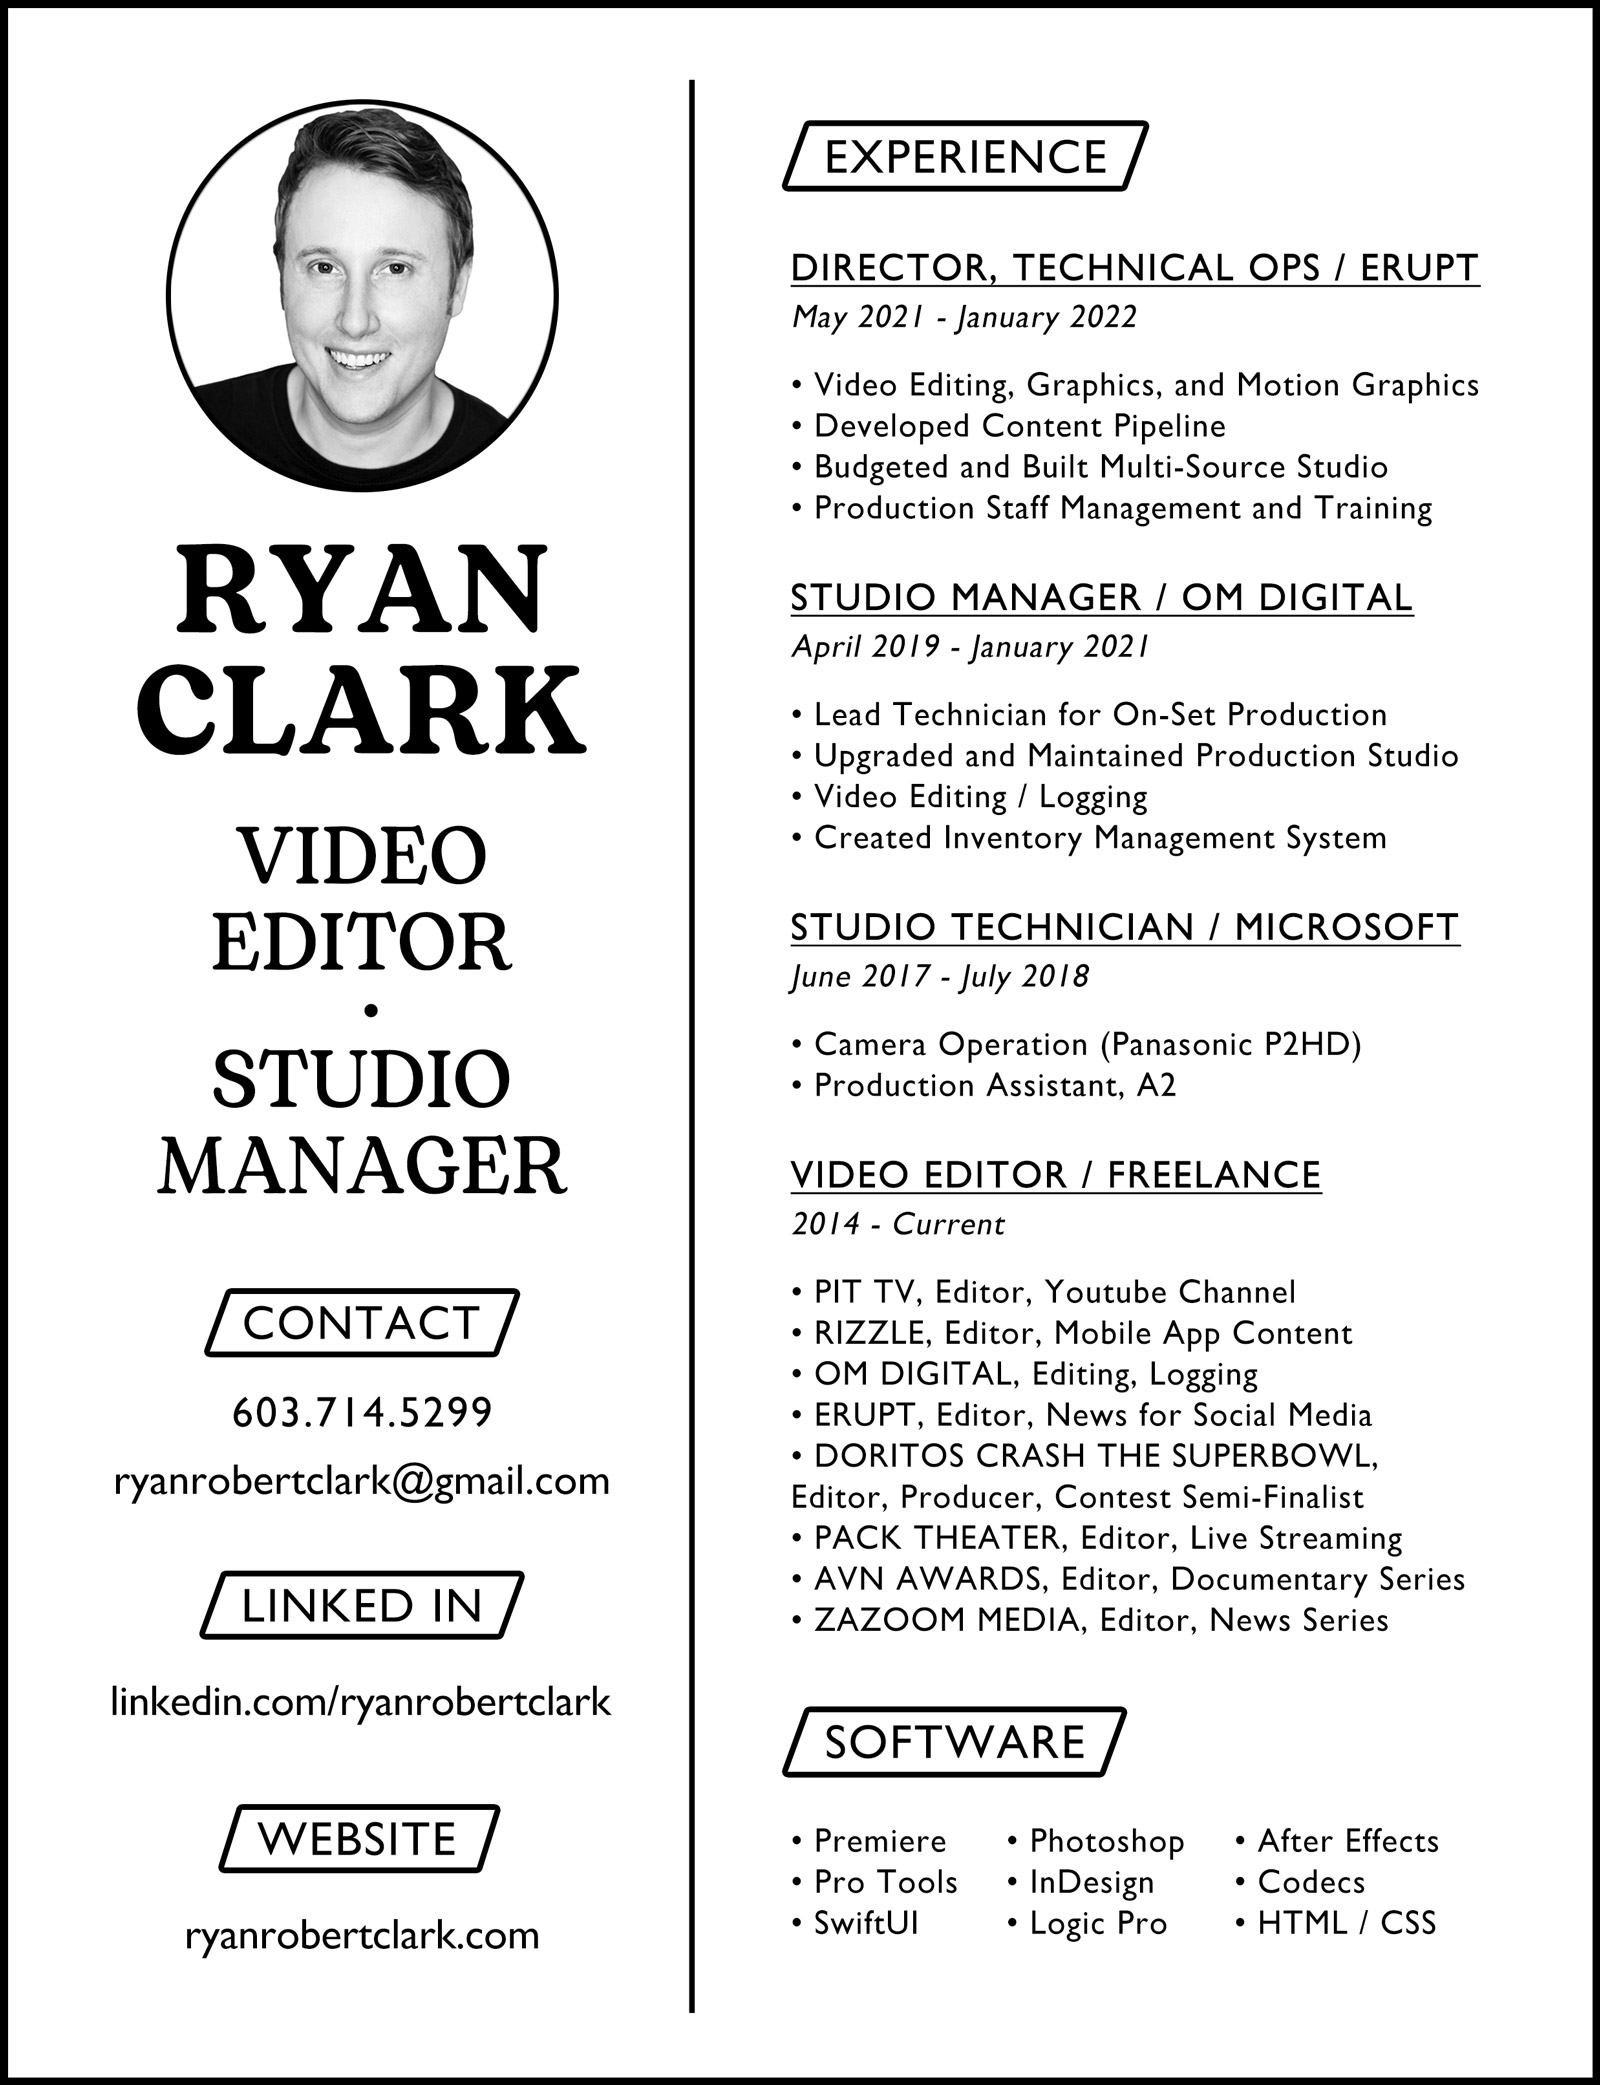 RYAN
CLARK
VIDEO
EDITOR
•
STUDIO
MANAGER
CONTACT
603.714.5299
ryanrobertclark@gmail.com
LINKED IN
linkedin.com/ryanrobertclark
WEBSITE
ryanrobertclark.com
EXPERIENCE
DIRECTOR, TECHNICAL OPS / ERUPT
May 2021 - January 2022
• Video Editing, Graphics, and Motion Graphics
• Developed Content Pipeline
• Budgeted and Built Multi-Source Studio
• Production Staff Management and Training
STUDIO MANAGER / OM DIGITAL
April 2019 - January 2021
• Lead Technician for On-Set Production
• Upgraded and Maintained Production Studio
• Video Editing / Logging
• Created Inventory Management System
STUDIO TECHNICIAN / MICROSOFT
June 2017 - July 2018
• Camera Operation (Panasonic P2HD)
• Production Assistant, A2
VIDEO EDITOR / FREELANCE
2014 - Current
• PIT TV, Editor, Youtube Channel
• RIZZLE, Editor, Mobile App Content
• OM DIGITAL, Editing, Logging
• ERUPT, Editor, News for Social Media
• DORITOS CRASH THE SUPERBOWL,
Editor, Producer, Contest Semi-Finalist
• PACK THEATER, Editor, Live Streaming
• AVN AWARDS, Editor, Documentary Series
• ZAZOOM MEDIA, Editor, News Series
SOFTWARE
• Premiere • Photoshop • After Effects
• Pro Tools • InDesign • Codecs
• SwiftUI • Logic Pro • HTML / CSS